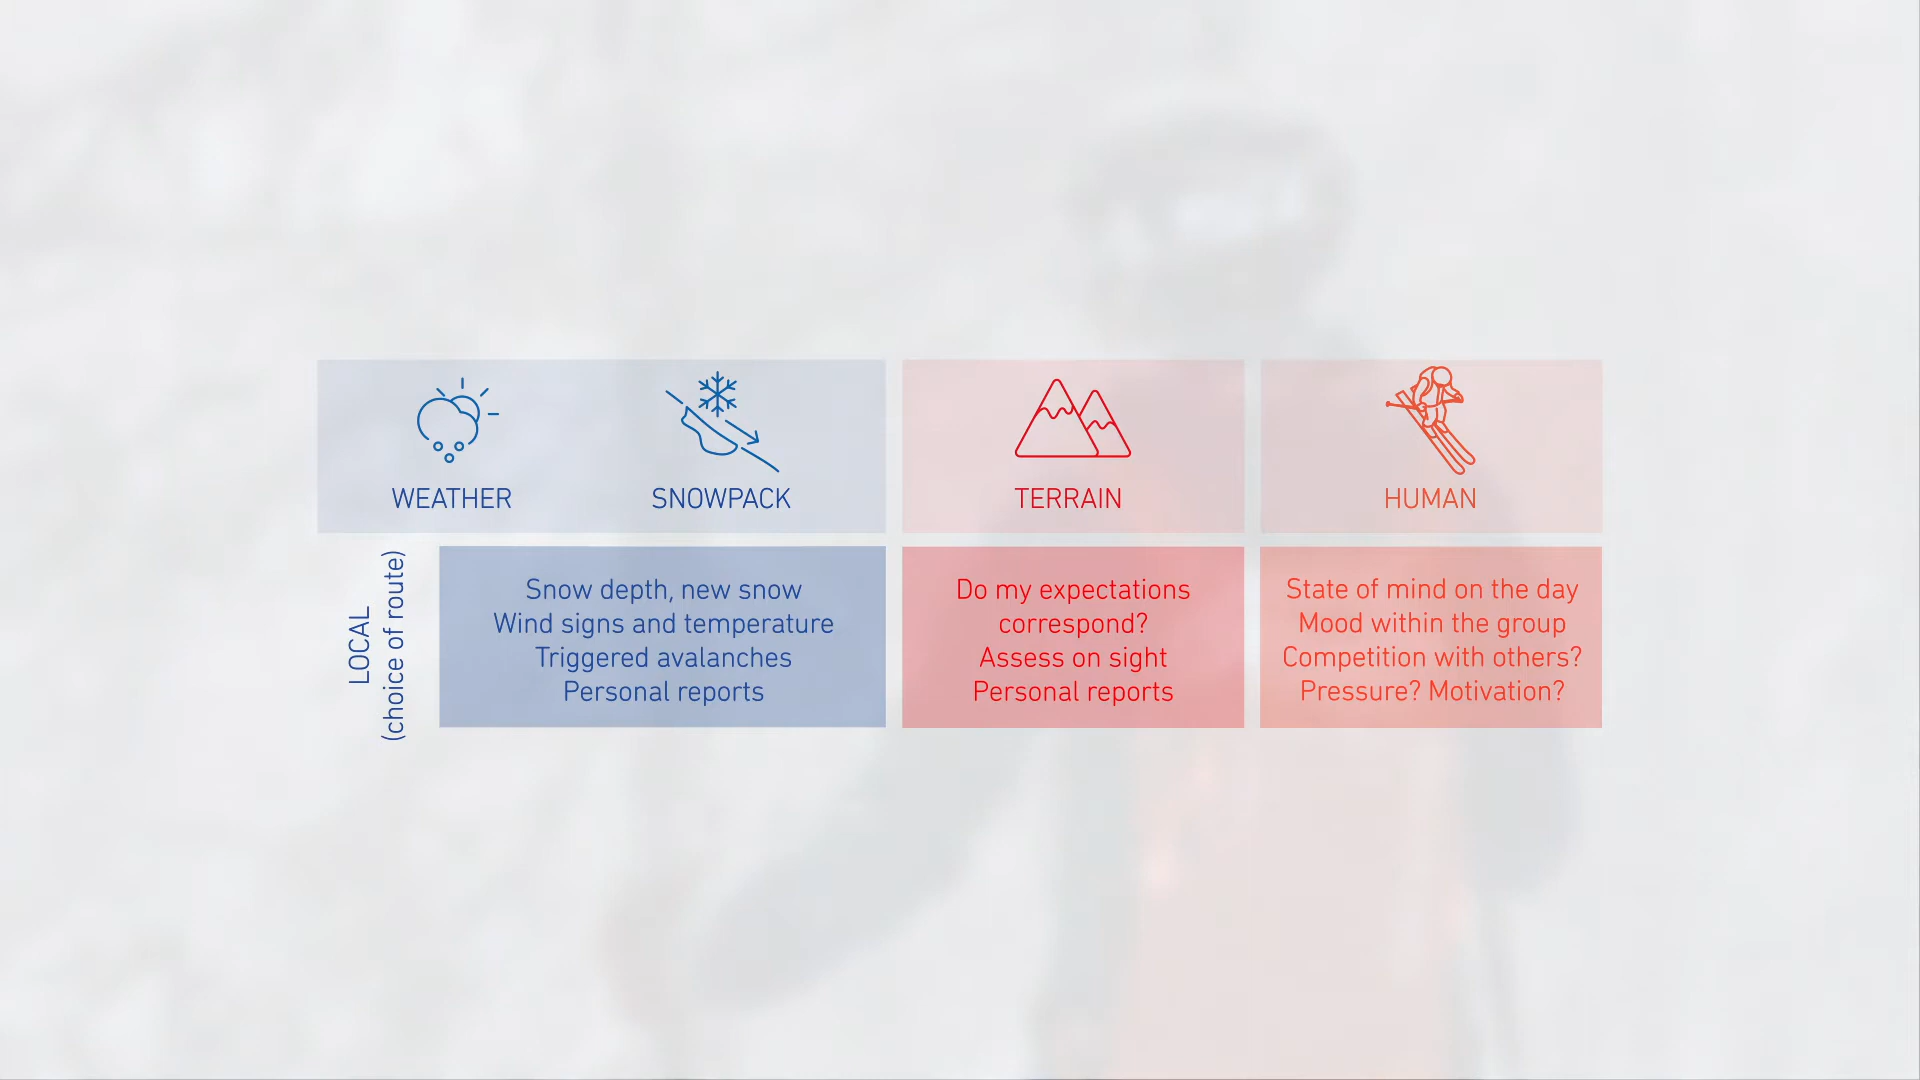 WEATHER
SNOWPACK
TERRAIN
HUMAN
LOCAL
(choice of route)
Snow depth, new snow
Wind signs and temperature
Triggered avalanches
Personal reports
Do my expectations
correspond?
Assess on sight
Personal reports
State of mind on the day
Mood within the group
Competition with others?
Pressure? Motivation?